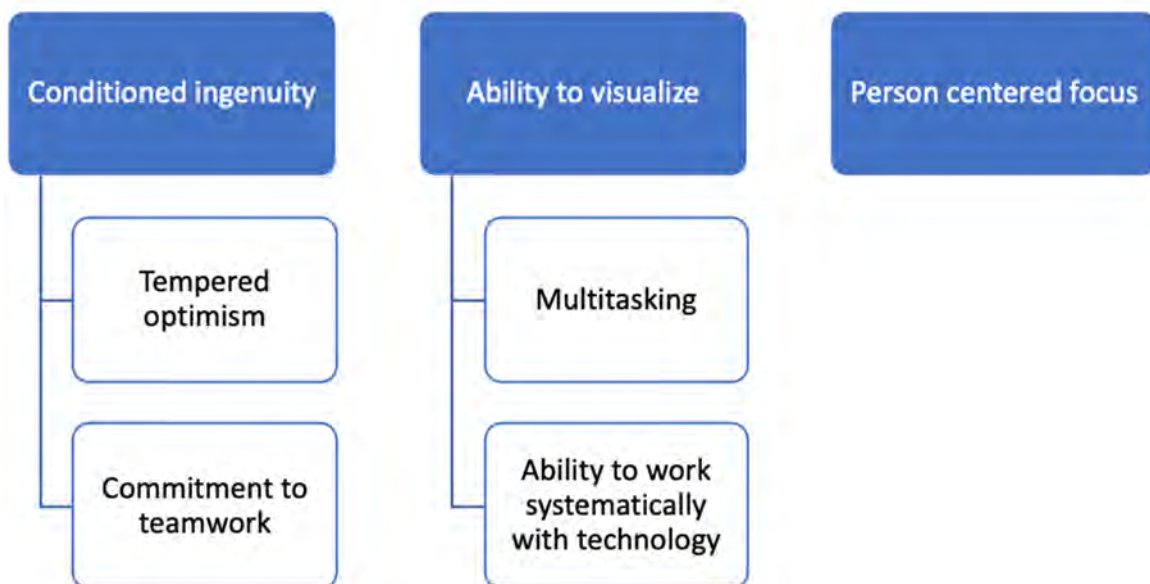 Conditioned ingenuity
Ability to visualize
Person centered focus
Tempered
optimism
Multitasking
Commitment to
teamwork
Ability to work
systematically
with technology